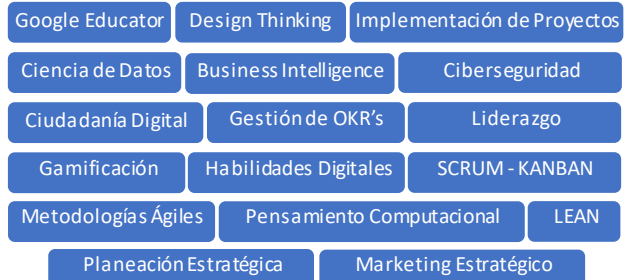 Google Educator Design Thinking Implementación de Proyectos
Ciencia de Datos Business Intelligence Ciberseguridad
Ciudadanía Digital Gestión de OKR's Liderazgo
Gamificación Habilidades Digitales SCRUM - KANBAN
Metodologías Ágiles Pensamiento Computacional LEAN
Planeación Estratégica Marketing Estratégico